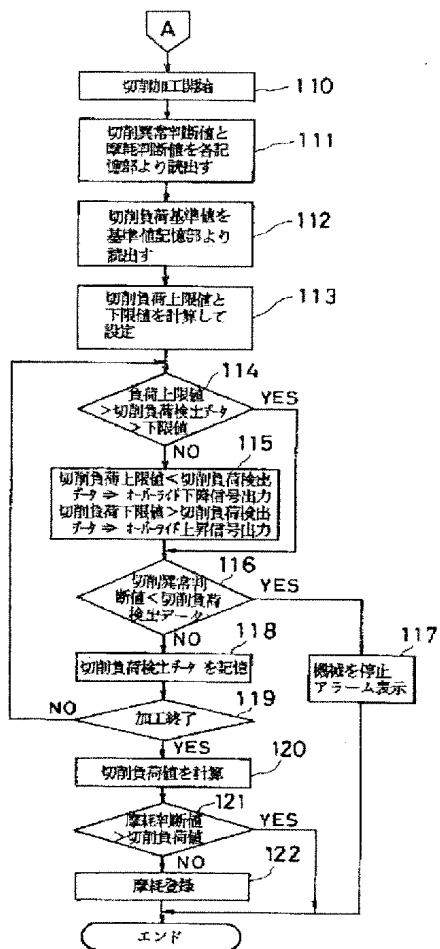 A
切削加工開始
110
切削異常判断値と
摩耗判断値を各記
憶部より読出す
111
切削負荷基準値を
基準値記憶部より
読出す
112
切削負荷上限値と
下限値を計算して
設定
113
114
負荷上限値
>切削負荷検出データ
>下限値
YES
NO
115
切削負荷上限値<切削負荷検出
データ⇒オーバーライド下降信号出力
切削負荷下限値>切削負荷検出
データ⇒オーバーライド上昇信号出力
116
切削異常判
断値<切削負荷
検出データ
YES
NO
117
機械を停止
アラーム表示
118
切削負荷検出データを記憶
119
加工終了
NO
YES
120
切削負荷値を計算
121
摩耗判断値
>切削負荷値
YES
NO
122
摩耗登録
エンド